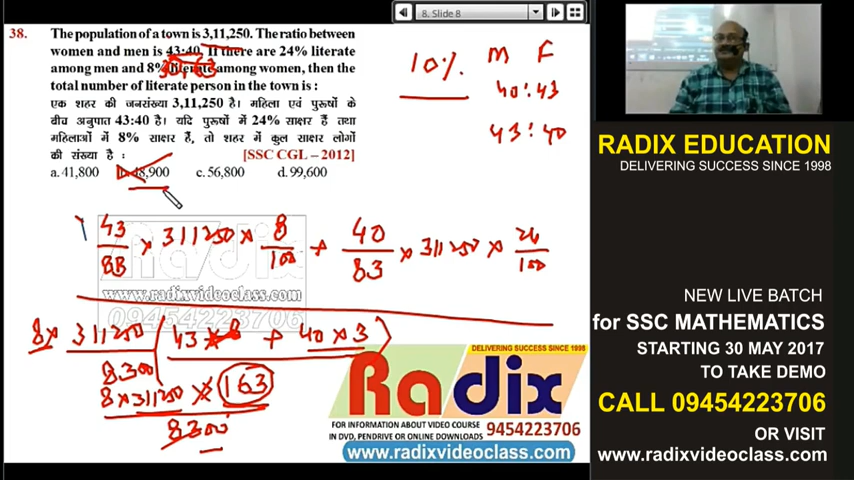 8. Slide 8
38. The population of a town is 3,11,250. The ratio between
women and men is 43:40. If there are 24% literate
among men and 8% literate among women, then the
total number of literate person in the town is :
एक शहर की जनसंख्या 3,11,250 है। महिला एवं पुरूषों के
बीच अनुपात 43:40 है। यदि पुरूषों में 24% साक्षर हैं तथा
महिलाओं में 8% साक्षर हैं, तो शहर में कुल साक्षर लोगों
की संख्या है :
[SSC CGL – 2012]
a. 41,800 b. 48,900 c. 56,800 d. 99,600
10%
M F
40:43
43:40
43/83 × 311250 × 8/100 + 40/83 × 311250 × 24/100
www.radixvideoclass.com
09454223706
8 × 311250 / 8300 (43 × 8 + 40 × 3)
8 × 311250 × 163 / 8300
DELIVERING SUCCESS SINCE 1998
Radix
FOR INFORMATION ABOUT VIDEO COURSE
IN DVD, PENDRIVE OR ONLINE DOWNLOADS
9454223706
www.radixvideoclass.com
RADIX EDUCATION
DELIVERING SUCCESS SINCE 1998
NEW LIVE BATCH
for SSC MATHEMATICS
STARTING 30 MAY 2017
TO TAKE DEMO
CALL 09454223706
OR VISIT
www.radixvideoclass.com